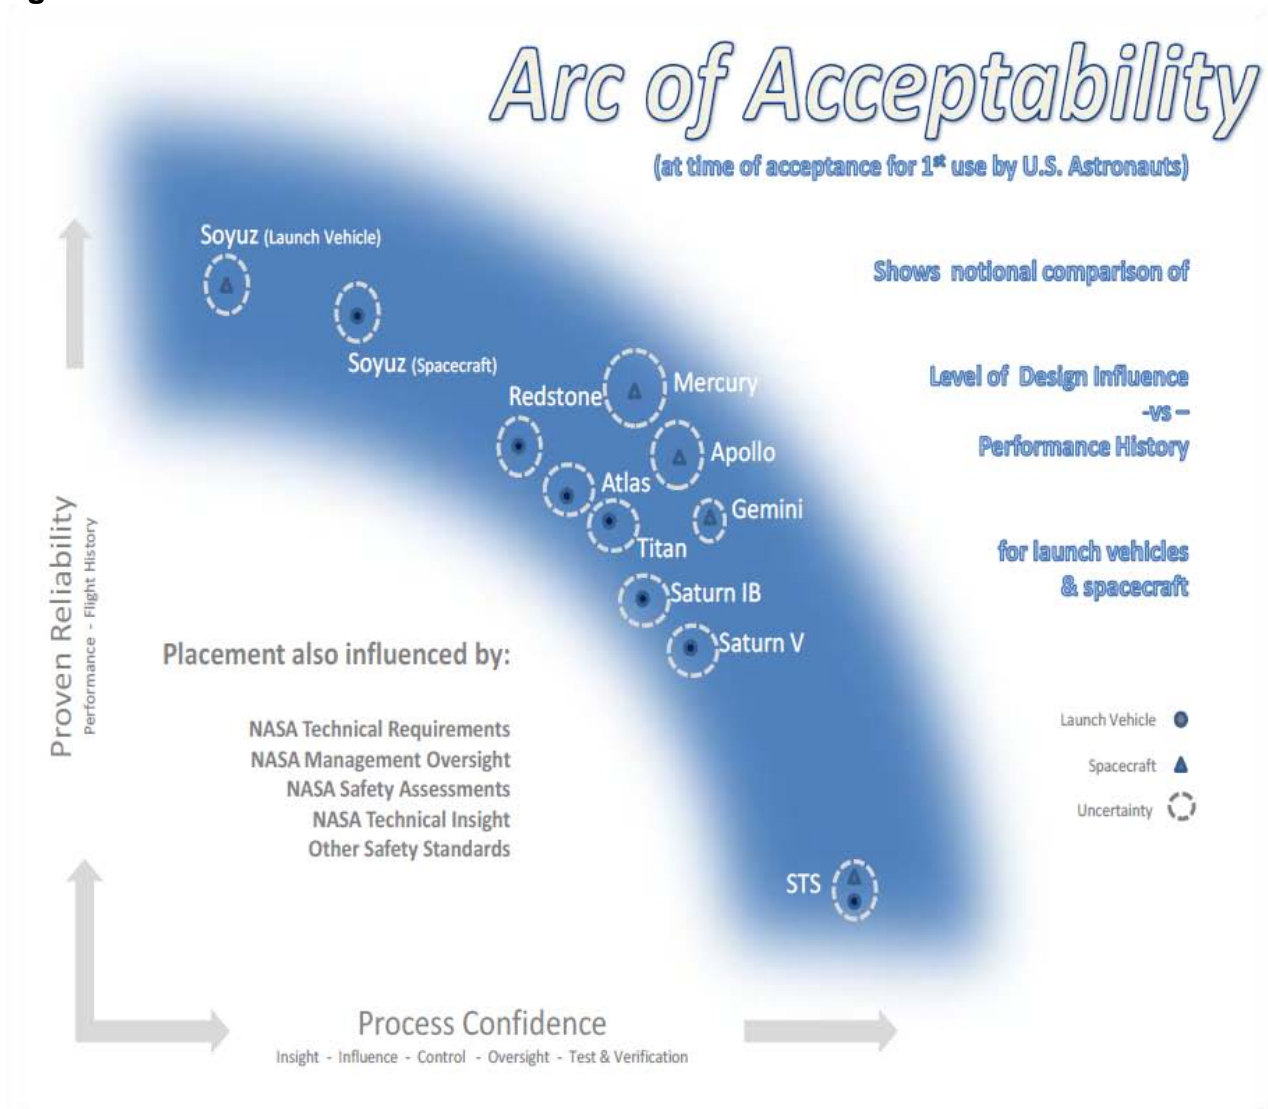 Arc of Acceptability
(at time of acceptance for 1st use by U.S. Astronauts)
Soyuz (Launch Vehicle)
Shows notional comparison of
Soyuz (Spacecraft)
Level of Design Influence
-vs –
Performance History
Redstone
Mercury
Apollo
Atlas
Gemini
Titan
for launch vehicles
& spacecraft
Saturn IB
Saturn V
Proven Reliability
Performance - Flight History
Placement also influenced by:
NASA Technical Requirements
NASA Management Oversight
NASA Safety Assessments
NASA Technical Insight
Other Safety Standards
Launch Vehicle
Spacecraft
Uncertainty
STS
Process Confidence
Insight - Influence - Control - Oversight - Test & Verification